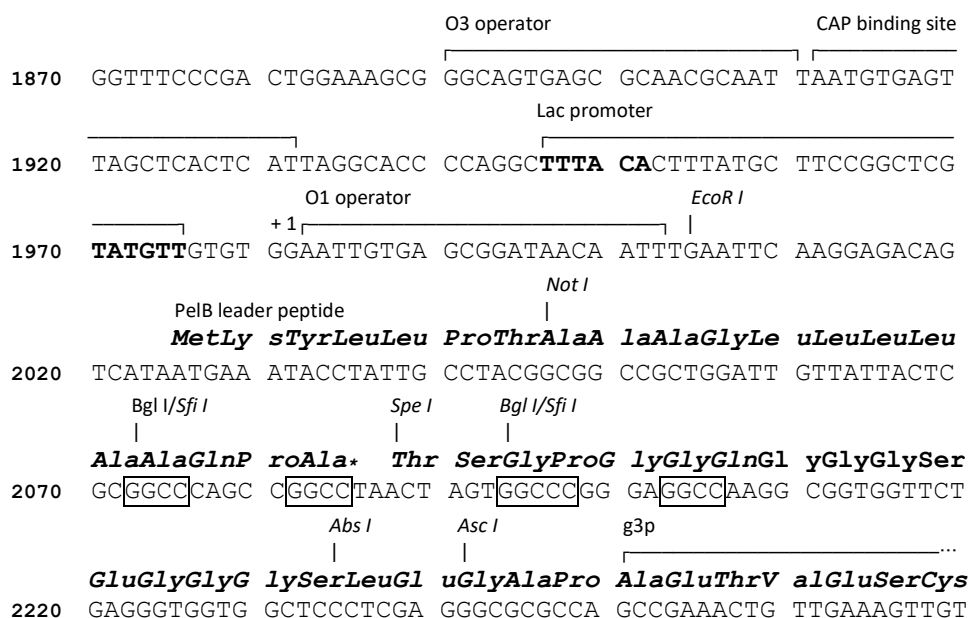 O3 operator CAP binding site
1870 GGTTTCCCGA CTGGAAAGCG GGCAGTGAGC GCAACGCAAT TAATGTGAGT
Lac promoter
1920 TAGCTCACTC ATTAGGCACC CCAGGCTTTA CACTTTATGC TTCCGGCTCG
+ 1 O1 operator EcoR I
1970 TATGTTGTGT GGAATTGTGA GCGGATAACA ATTTGAATTC AAGGAGACAG
Not I
PelB leader peptide
MetLy sTyrLeuLeu ProThrAlaA laAlaGlyLe uLeuLeuLeu
2020 TCATAATGAA ATACCTATTG CCTACGGCGG CCGCTGGATT GTTATTACTC
Bgl I/Sfi I Spe I Bgl I/Sfi I
AlaAlaGlnP roAla* Thr SerGlyProG lyGlyGlnGl yGlyGlySer
2070 GCGGCCCAGC CGGCCTAACT AGTGGCCCGG GAGGCCAAGG CGGTGGTTCT
Abs I Asc I g3p ...
GluGlyGlyG lySerLeuGl uGlyAlaPro AlaGluThrV alGluSerCys
2220 GAGGGTGGTG GCTCCCTCGA GGGCGCGCCA GCCGAAACTG TTGAAAGTTGT